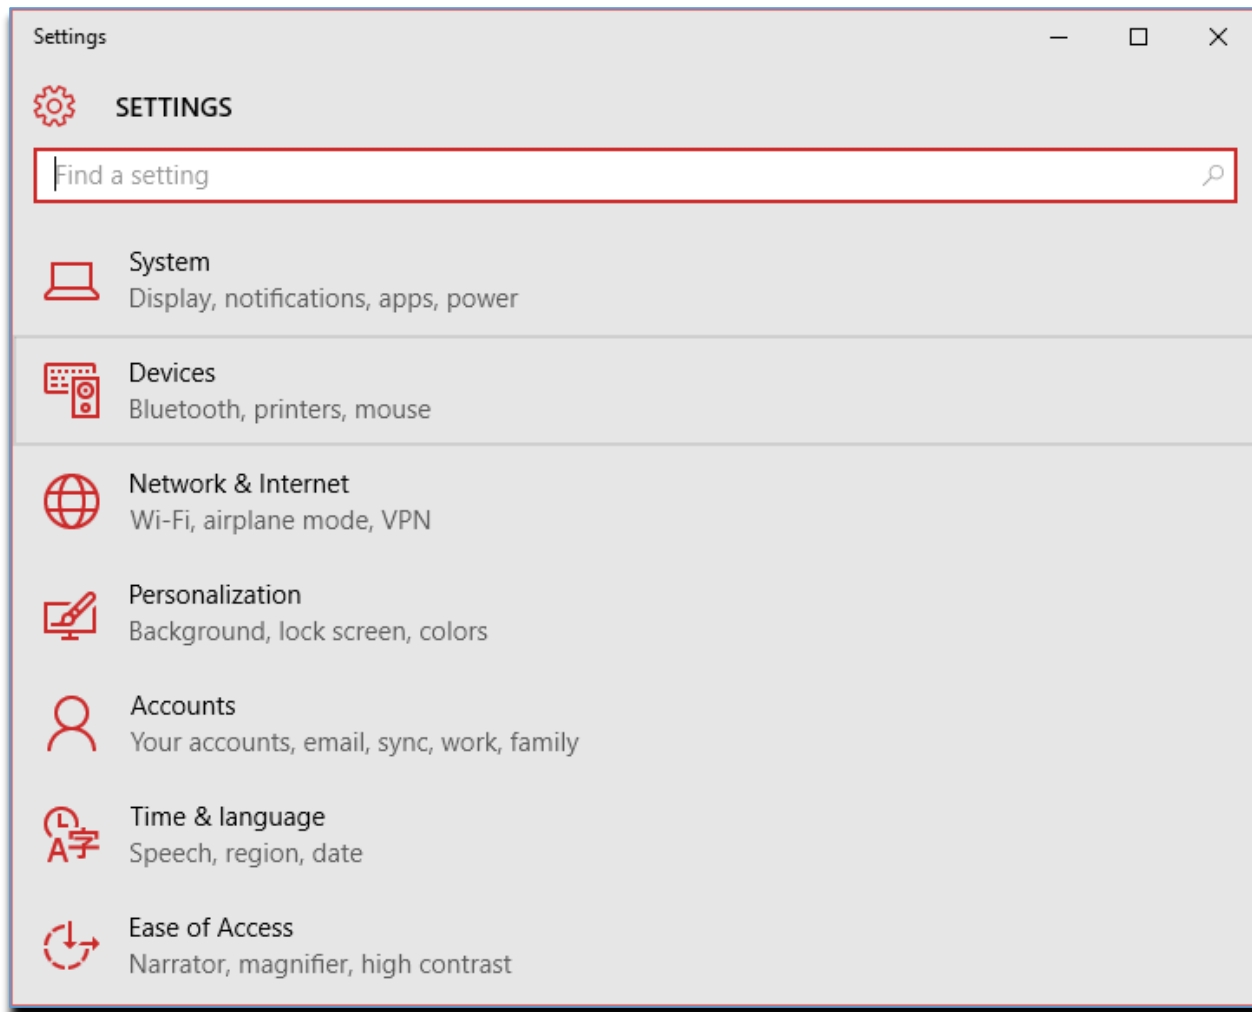 Settings
SETTINGS
Find a setting
System
Display, notifications, apps, power
Devices
Bluetooth, printers, mouse
Network & Internet
Wi-Fi, airplane mode, VPN
Personalization
Background, lock screen, colors
Accounts
Your accounts, email, sync, work, family
Time & language
Speech, region, date
Ease of Access
Narrator, magnifier, high contrast